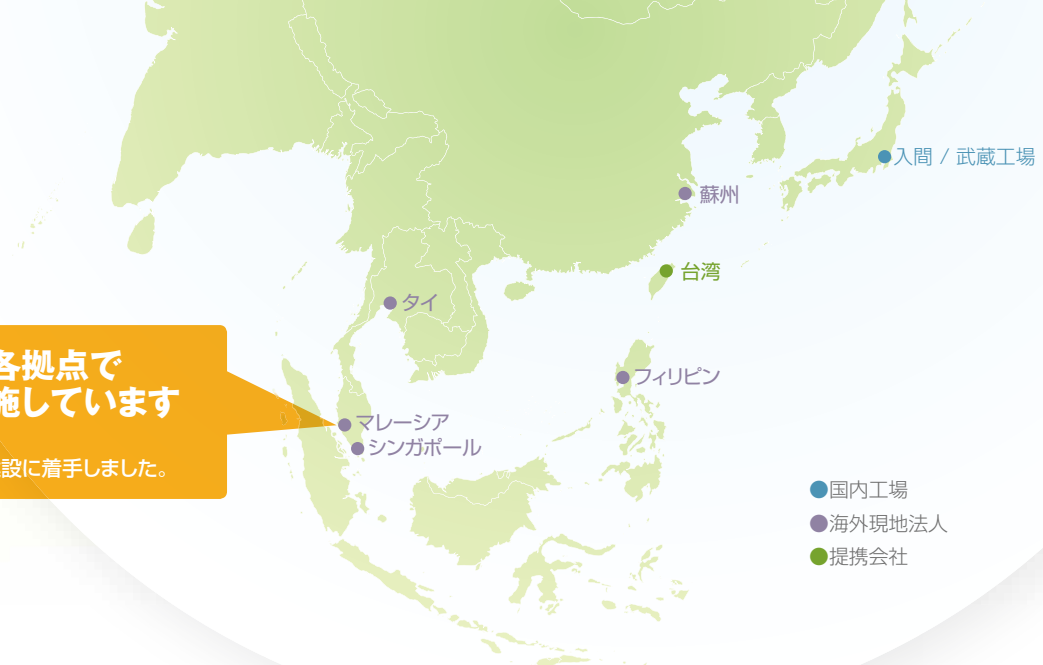 入間 / 武蔵工場
蘇州
台湾
タイ
各拠点で
施しています
設に着手しました。
フィリピン
マレーシア
シンガポール
国内工場
海外現地法人
提携会社